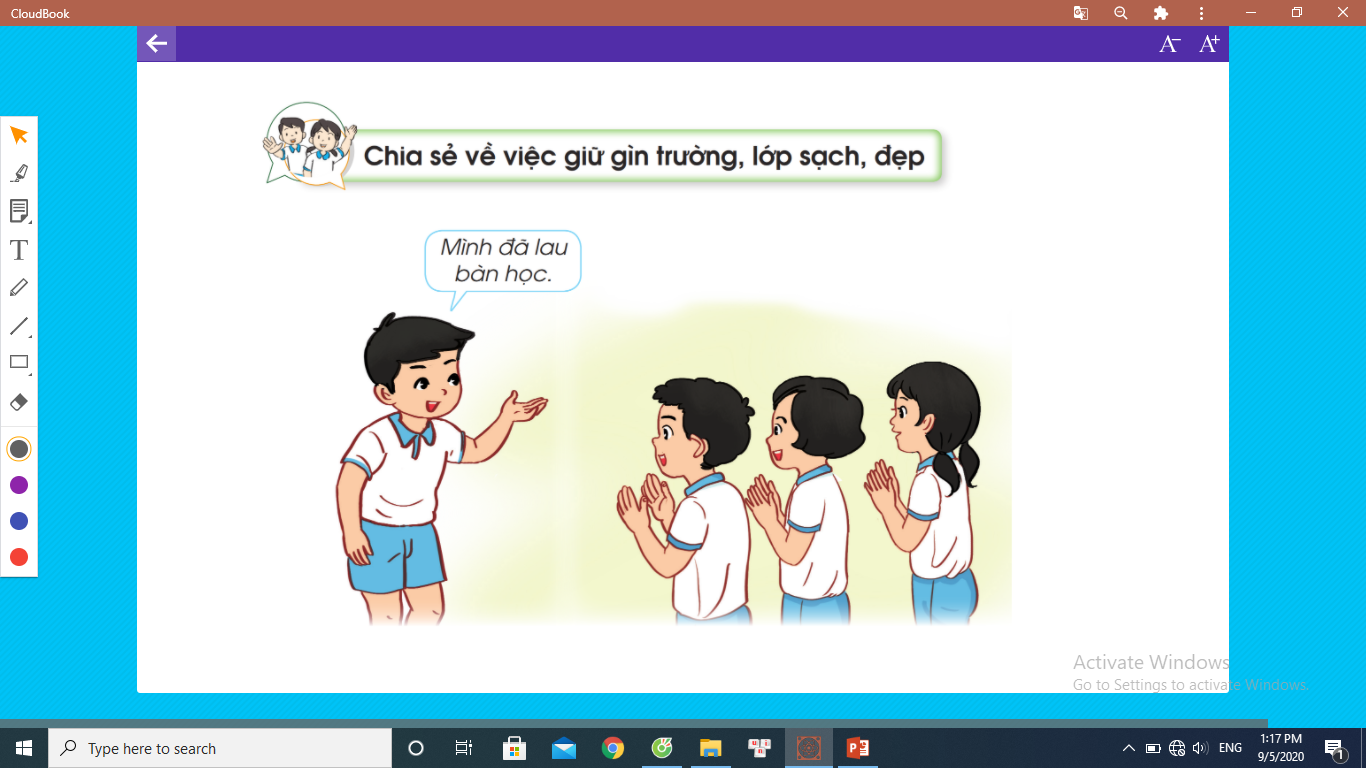 CloudBook
A⁻ A⁺
Chia sẻ về việc giữ gìn trường, lớp sạch, đẹp
Mình đã lau
bàn học.
T
Activate Windows
Go to Settings to activate Windows.
Type here to search
ENG
1:17 PM
9/5/2020
1